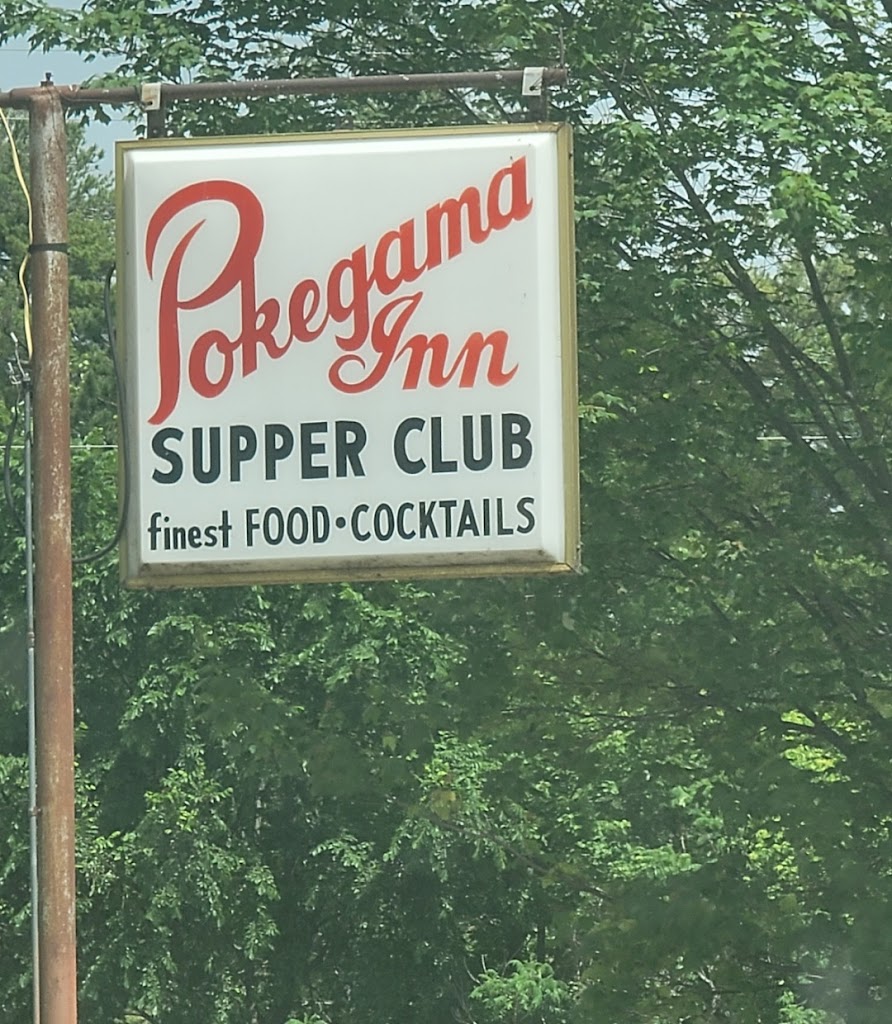 Pokegama
Inn
SUPPER CLUB
finest FOOD·COCKTAILS